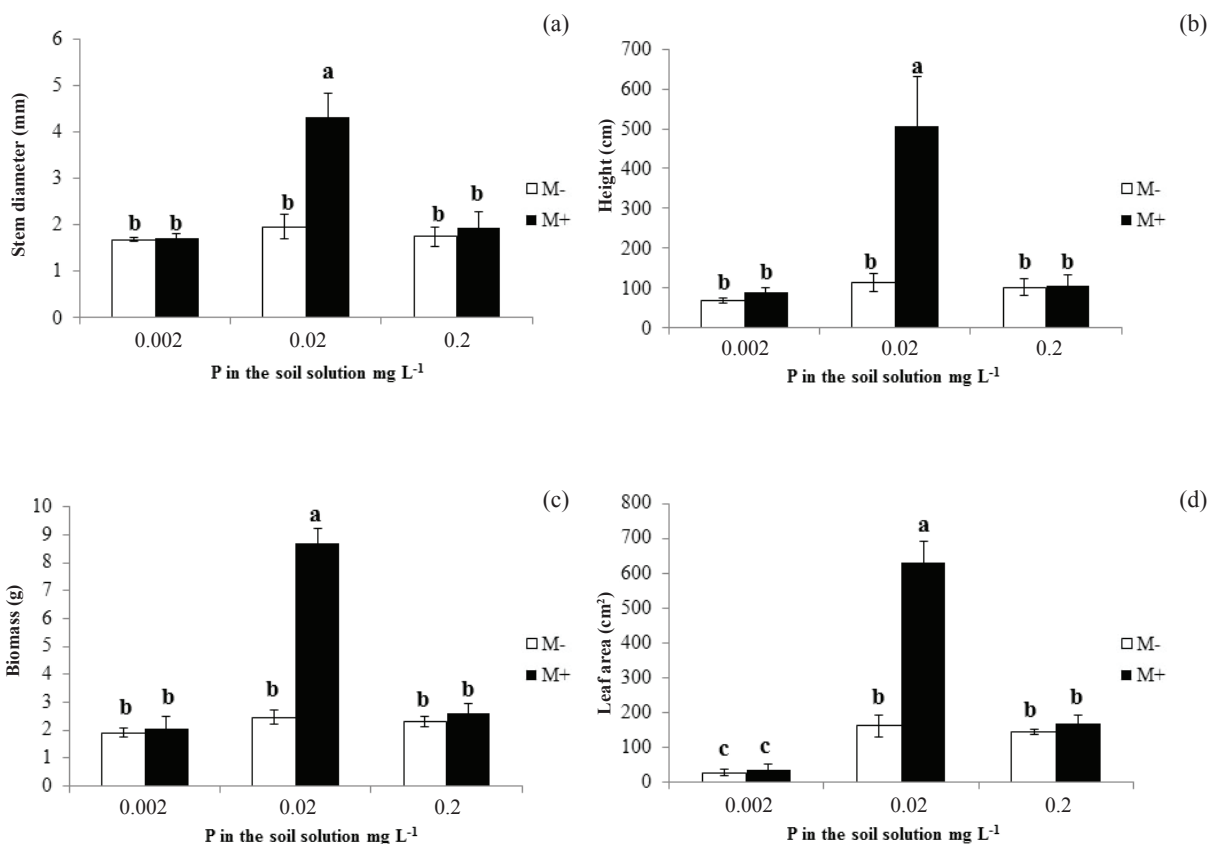 (a)
6
5
4
3
2
1
0
Stem diameter (mm)
b b b a b b
M-
M+
0.002 0.02 0.2
P in the soil solution mg L-1
(b)
700
600
500
400
300
200
100
0
Height (cm)
b b b a b b
M-
M+
0.002 0.02 0.2
P in the soil solution mg L-1
(c)
10
9
8
7
6
5
4
3
2
1
0
Biomass (g)
b b b a b b
M-
M+
0.002 0.02 0.2
P in the soil solution mg L-1
(d)
800
700
600
500
400
300
200
100
0
Leaf area (cm²)
c c b a b b
M-
M+
0.002 0.02 0.2
P in the soil solution mg L-1